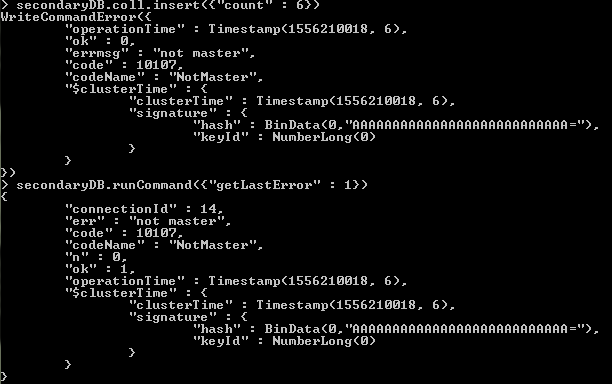 > secondaryDB.coll.insert({"count" : 6})
WriteCommandError({
"operationTime" : Timestamp(1556210018, 6),
"ok" : 0,
"errmsg" : "not master",
"code" : 10107,
"codeName" : "NotMaster",
"$clusterTime" : {
"clusterTime" : Timestamp(1556210018, 6),
"signature" : {
"hash" : BinData(0,"AAAAAAAAAAAAAAAAAAAAAAAAAAA="),
"keyId" : NumberLong(0)
}
}
})
> secondaryDB.runCommand({"getLastError" : 1})
{
"connectionId" : 14,
"err" : "not master",
"code" : 10107,
"codeName" : "NotMaster",
"n" : 0,
"ok" : 1,
"operationTime" : Timestamp(1556210018, 6),
"$clusterTime" : {
"clusterTime" : Timestamp(1556210018, 6),
"signature" : {
"hash" : BinData(0,"AAAAAAAAAAAAAAAAAAAAAAAAAAA="),
"keyId" : NumberLong(0)
}
}
}